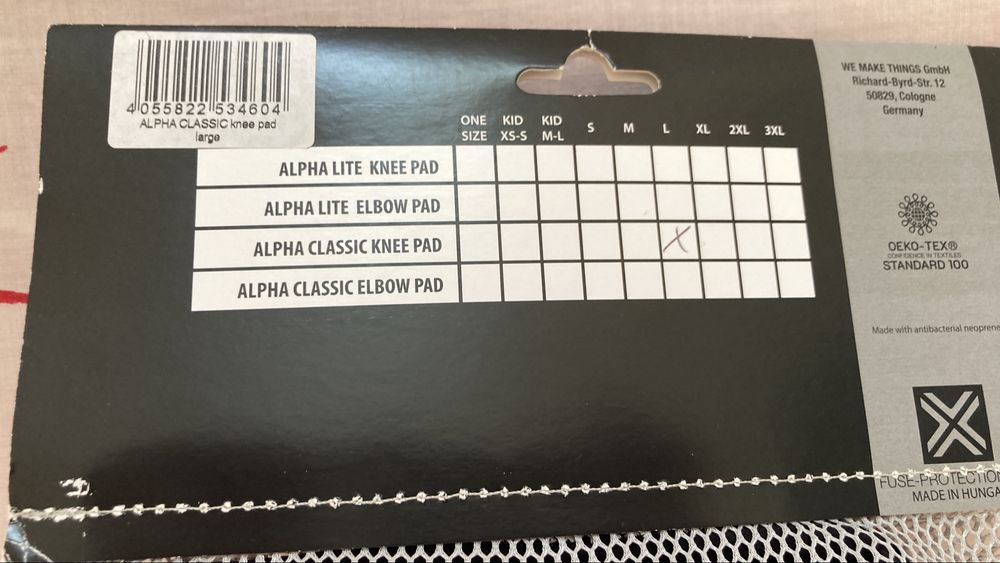 4 055822 534604
ALPHA CLASSIC knee pad
large
ONE SIZE KID XS-S KID M-L S M L XL 2XL 3XL
ALPHA LITE KNEE PAD
ALPHA LITE ELBOW PAD
ALPHA CLASSIC KNEE PAD X
ALPHA CLASSIC ELBOW PAD
WE MAKE THINGS GmbH
Richard-Byrd-Str. 12
50829, Cologne
Germany
OEKO-TEX®
CONFIDENCE IN TEXTILES
STANDARD 100
Made with antibacterial neoprene
FUSE-PROTECTION
MADE IN HUNGA